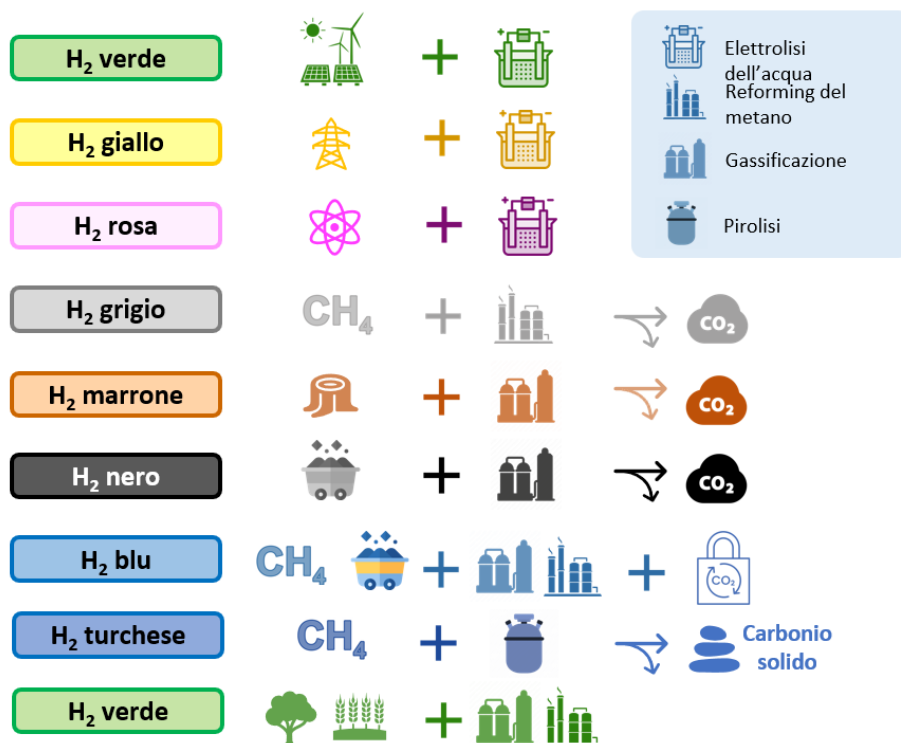 H₂ verde
Elettrolisi
dell'acqua
Reforming del
metano
Gassificazione
Pirolisi
H₂ giallo
H₂ rosa
H₂ grigio
CH₄
CO₂
H₂ marrone
CO₂
H₂ nero
CO₂
H₂ blu
CH₄
CO₂
H₂ turchese
CH₄
Carbonio
solido
H₂ verde